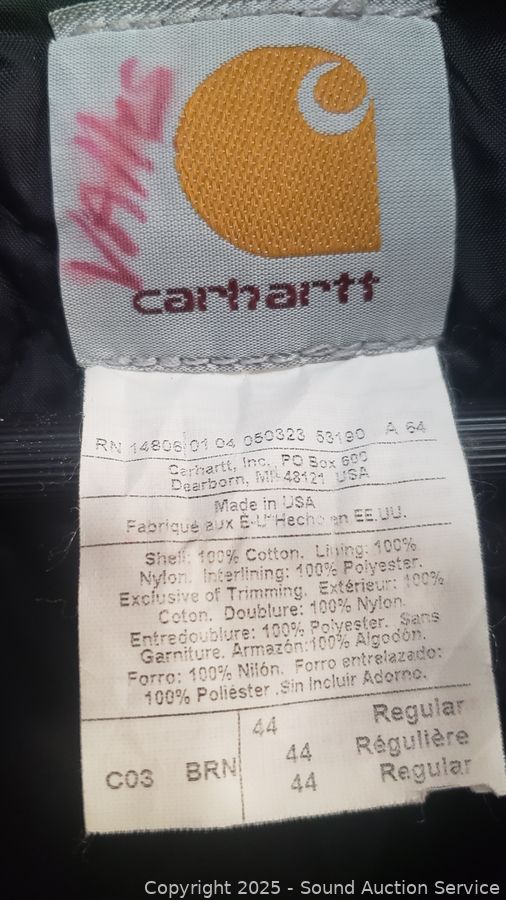 Valles
carhartt
RN 14806 01 04 050323 53190 A 64
Carhartt, Inc. PO Box 600
Dearborn, MI 48121 USA
Made in USA
Fabriqué aux É-U Hecho en EE.UU.
Shell: 100% Cotton. Lining: 100%
Nylon. Interlining: 100% Polyester.
Exclusive of Trimming. Extérieur: 100%
Coton. Doublure: 100% Nylon.
Entredoublure: 100% Polyester. Sans
Garniture. Armazón:100% Algodón.
Forro: 100% Nilón. Forro entrelazado:
100% Poliéster .Sin Incluir Adorno.
C03 BRN 44 Regular
44 Régulière
44 Regular
Copyright 2025 - Sound Auction Service